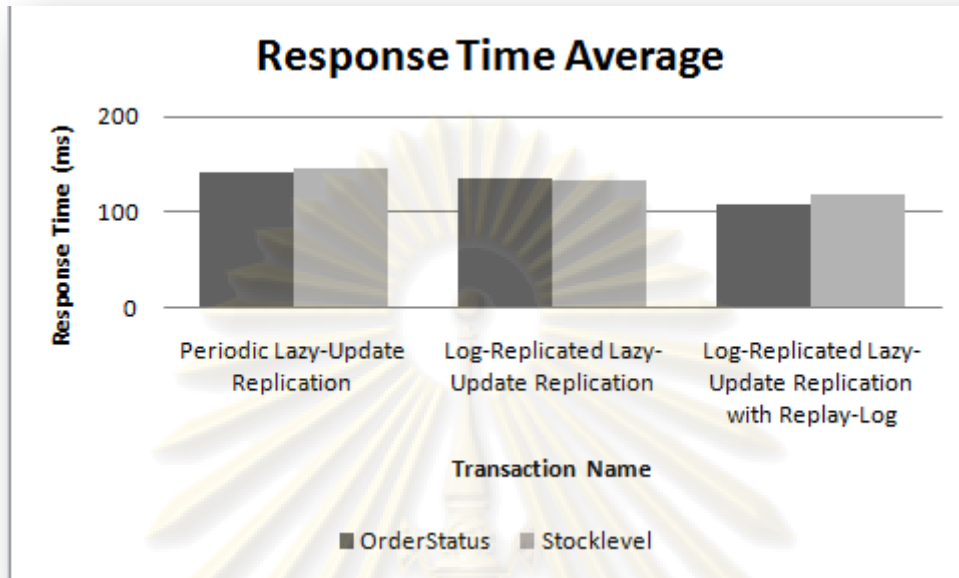 Response Time Average
Response Time (ms)
200
100
0
Periodic Lazy-Update
Replication
Log-Replicated Lazy-
Update Replication
Log-Replicated Lazy-
Update Replication
with Replay-Log
Transaction Name
OrderStatus
Stocklevel